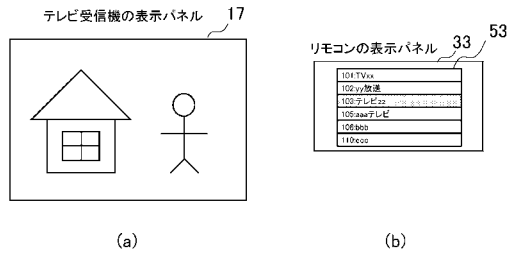 テレビ受信機の表示パネル
17
リモコンの表示パネル
33
53
101:TVxx
102:yy放送
103:テレビzz
105:aaaテレビ
106:bbb
110:ccc
(a)
(b)